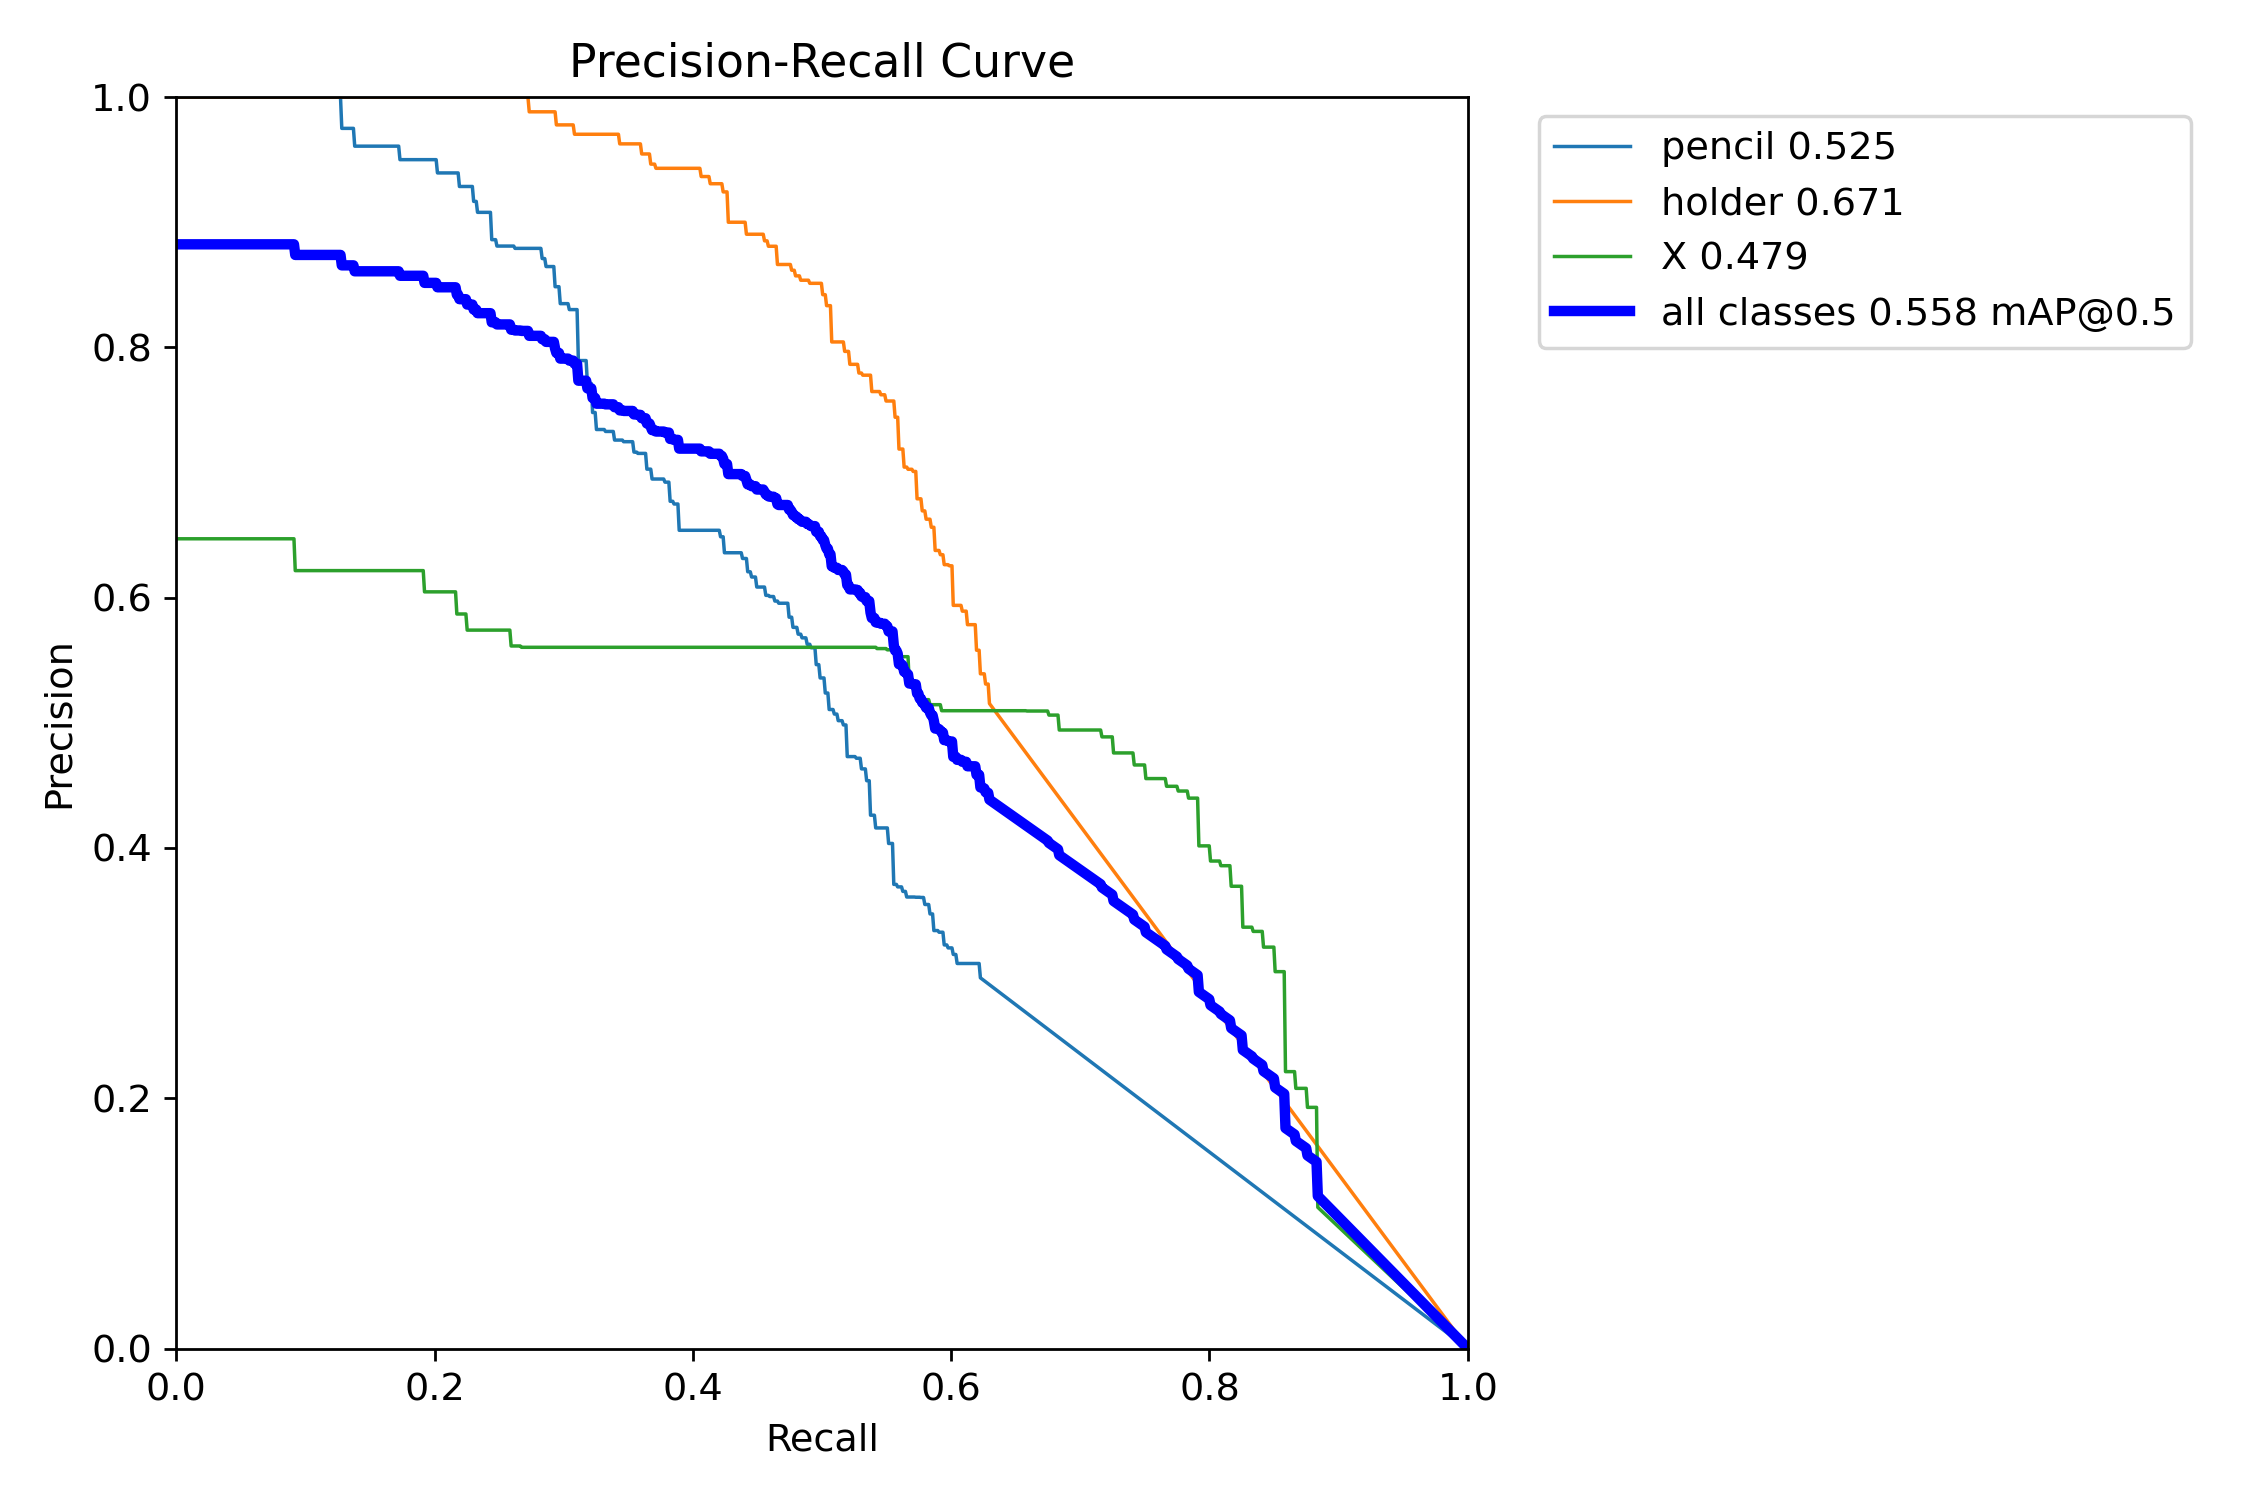 Precision-Recall Curve
1.0
0.8
0.6
0.4
0.2
0.0
Precision
0.0 0.2 0.4 0.6 0.8 1.0
Recall
pencil 0.525
holder 0.671
X 0.479
all classes 0.558 mAP@0.5